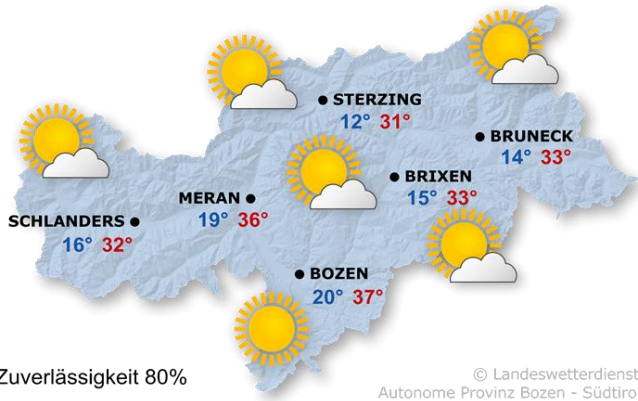 STERZING
12° 31°
BRUNECK
14° 33°
BRIXEN
15° 33°
MERAN
19° 36°
SCHLANDERS
16° 32°
BOZEN
20° 37°
Zuverlässigkeit 80%
© Landeswetterdienst
Autonome Provinz Bozen - Südtiro